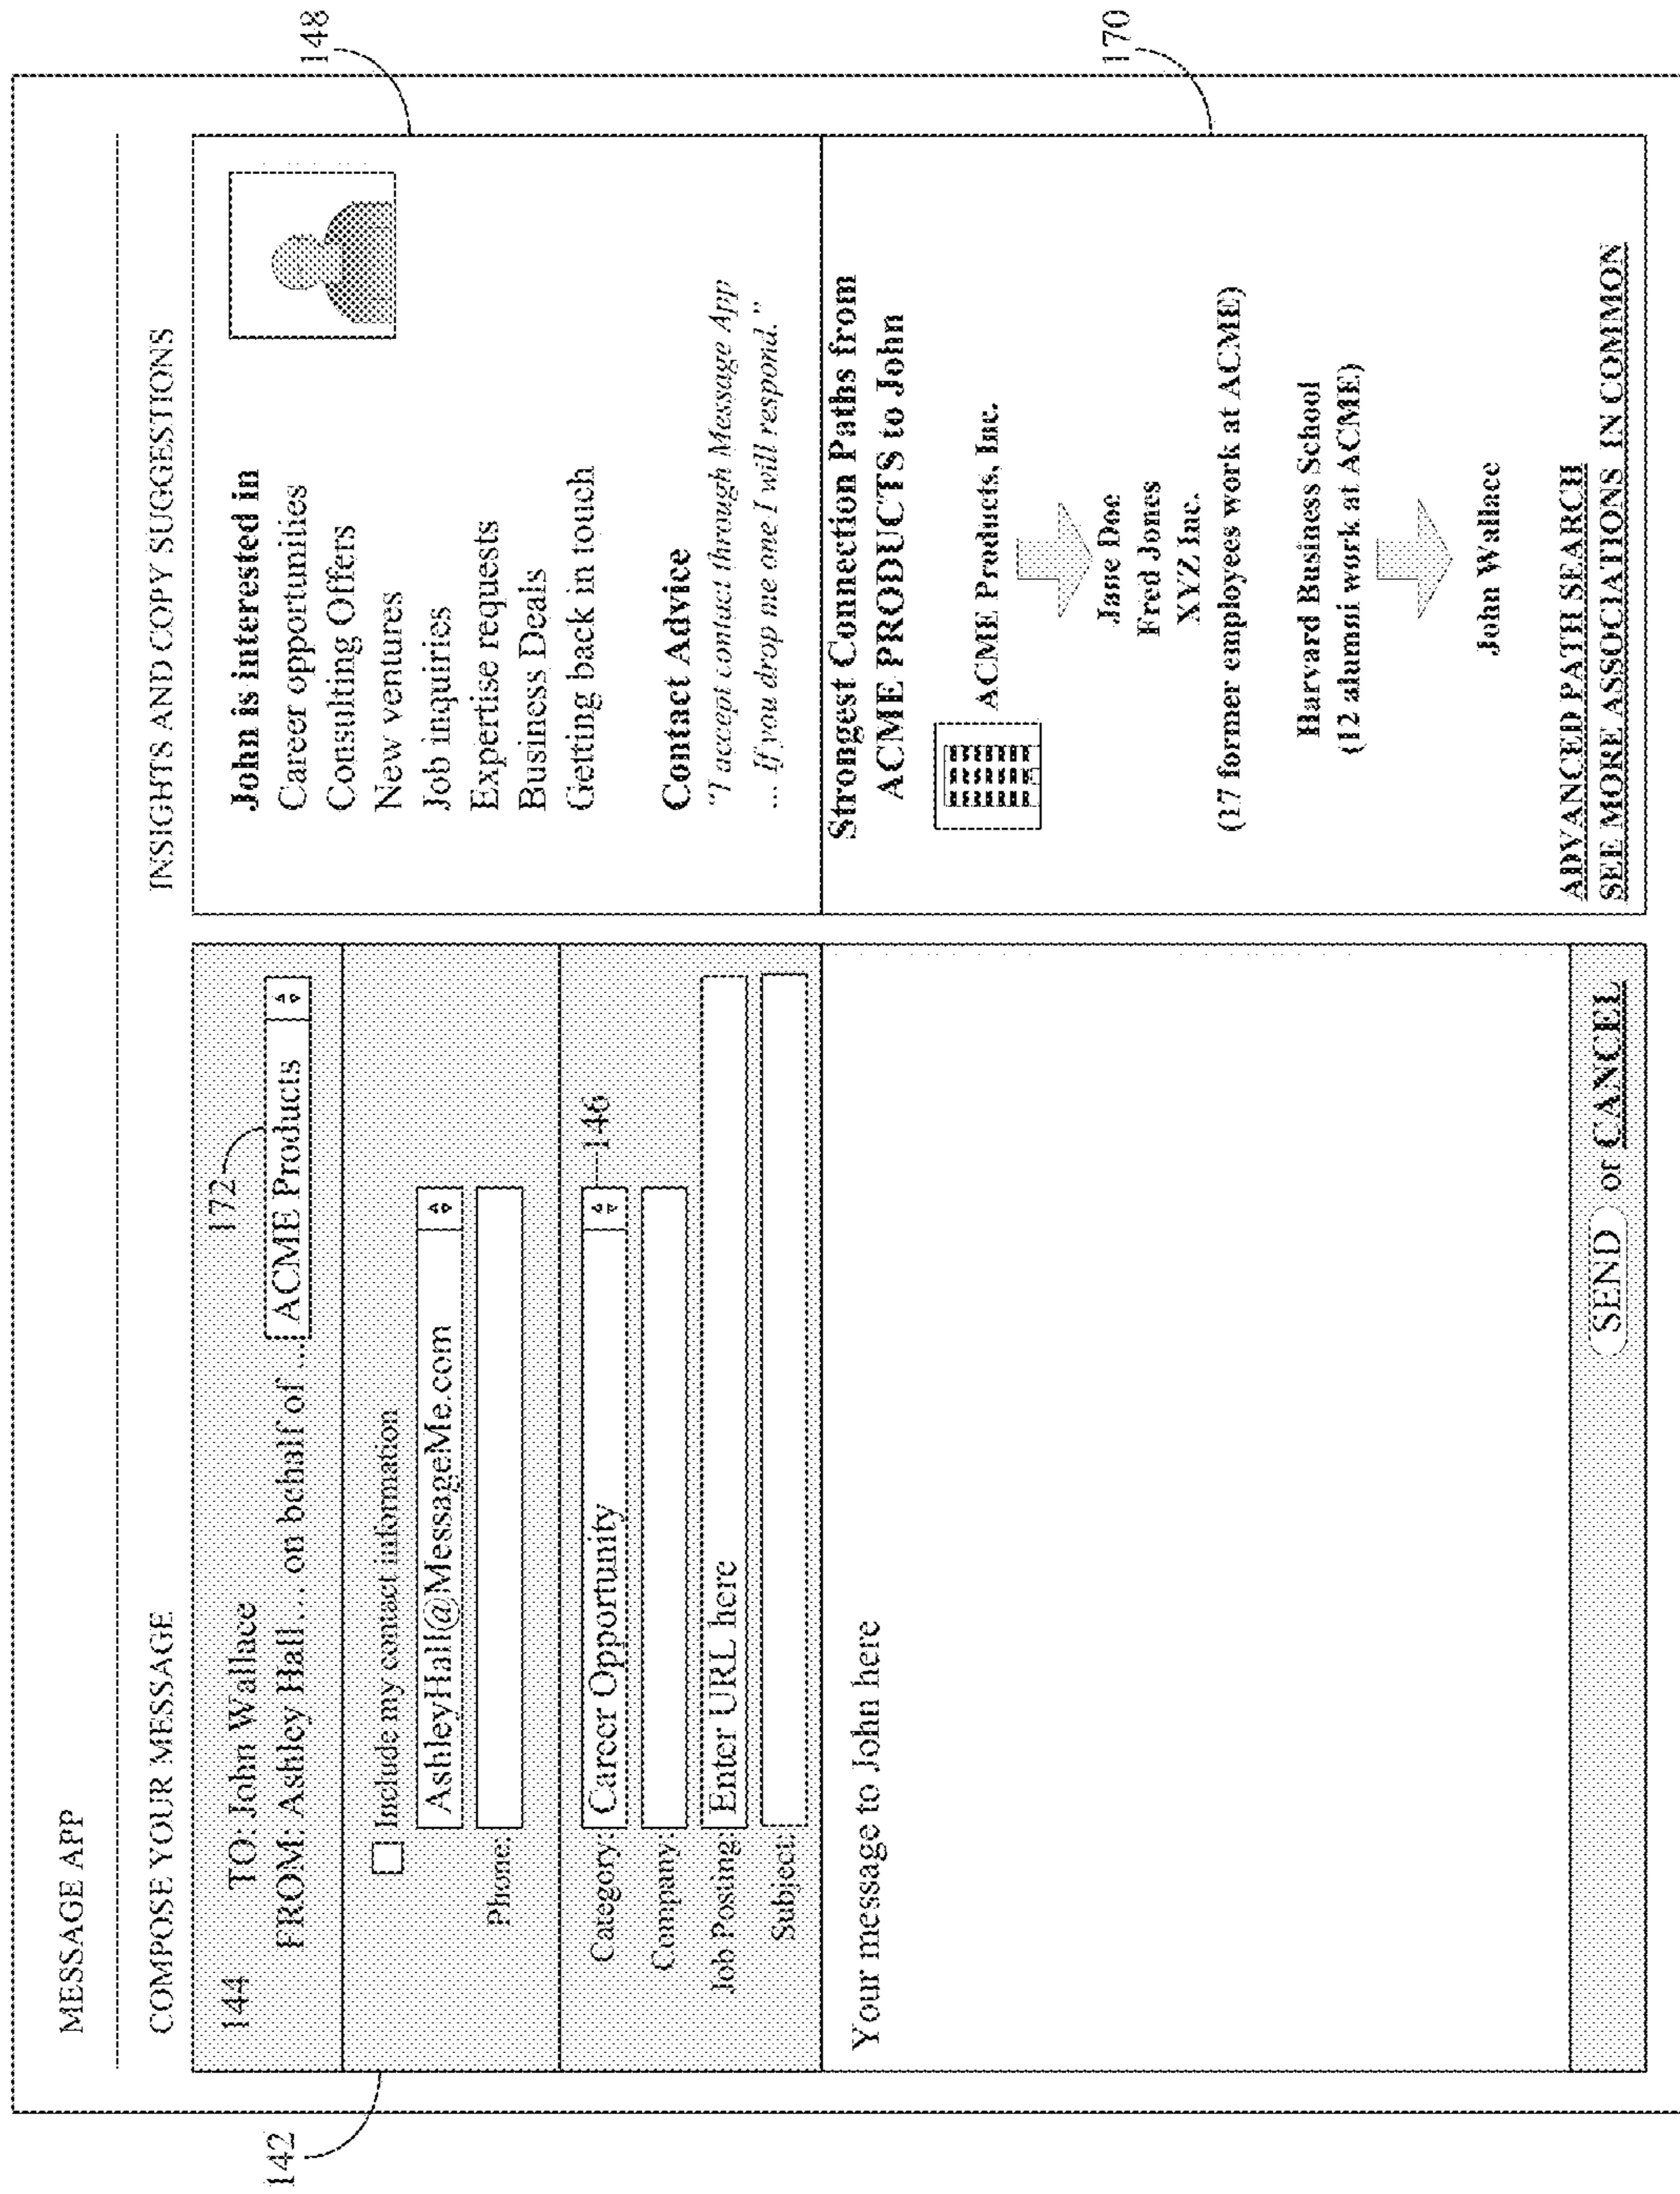 MESSAGE APP
COMPOSE YOUR MESSAGE
142
144
TO: John Wallace
FROM: Ashley Hall ... on behalf of ... ACME Products
172
Include my contact information
AshleyHall@MessageMe.com
Phone:
Category: Career Opportunity
146
Company:
Job Posting: Enter URL here
Subject:
Your message to John here
SEND or CANCEL
INSIGHTS AND COPY SUGGESTIONS
148
John is interested in
Career opportunities
Consulting Offers
New ventures
Job inquiries
Expertise requests
Business Deals
Getting back in touch
Contact Advice
"I accept contact through Message App
... If you drop me one I will respond."
170
Strongest Connection Paths from
ACME PRODUCTS to John
ACME Products, Inc.
Jane Doe
Fred Jones
XYZ Inc.
(17 former employees work at ACME)
Harvard Business School
(12 alumni work at ACME)
John Wallace
ADVANCED PATH SEARCH
SEE MORE ASSOCIATIONS IN COMMON